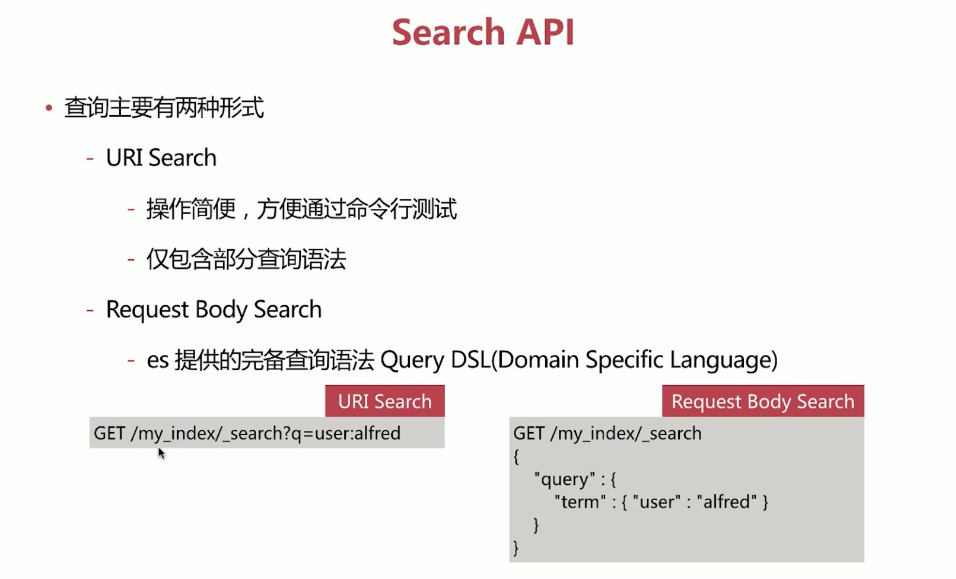 Search API
• 查询主要有两种形式
- URI Search
- 操作简便，方便通过命令行测试
- 仅包含部分查询语法
- Request Body Search
- es 提供的完备查询语法 Query DSL(Domain Specific Language)
URI Search
GET /my_index/_search?q=user:alfred
Request Body Search
GET /my_index/_search
{
"query" : {
"term" : { "user" : "alfred" }
}
}